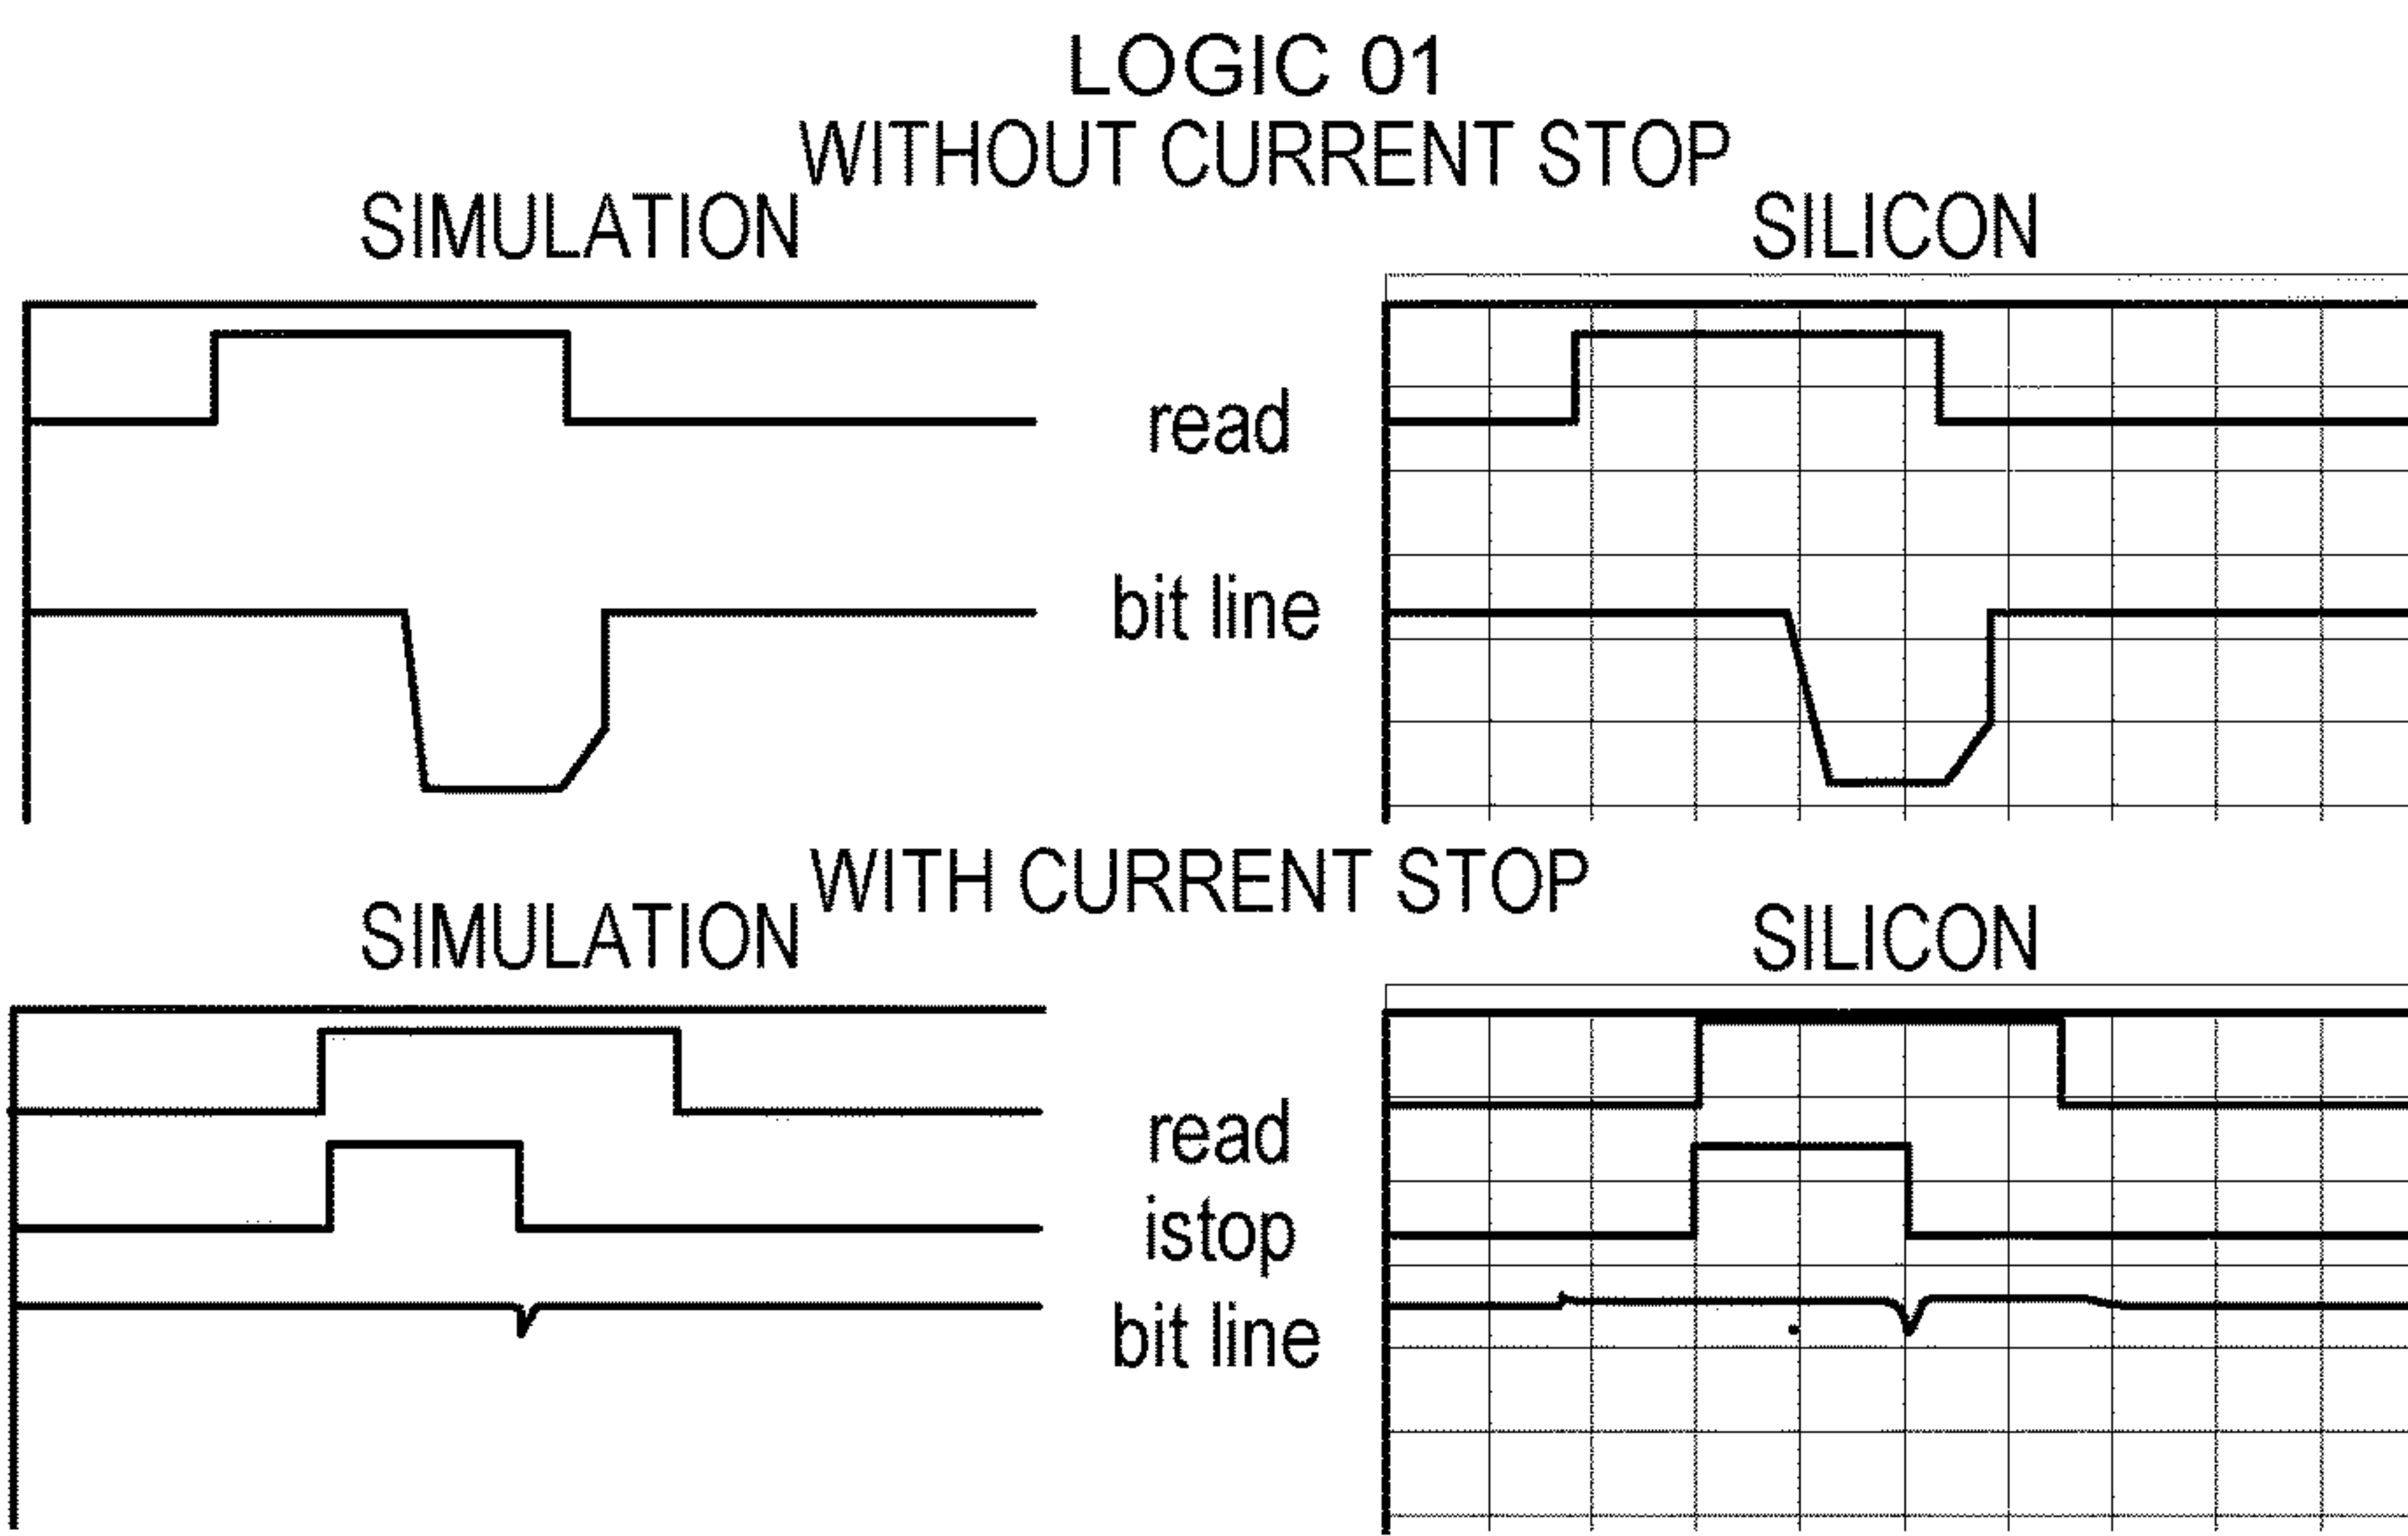 LOGIC 01
WITHOUT CURRENT STOP
SIMULATION
SILICON
read
bit line
WITH CURRENT STOP
SIMULATION
SILICON
read
istop
bit line